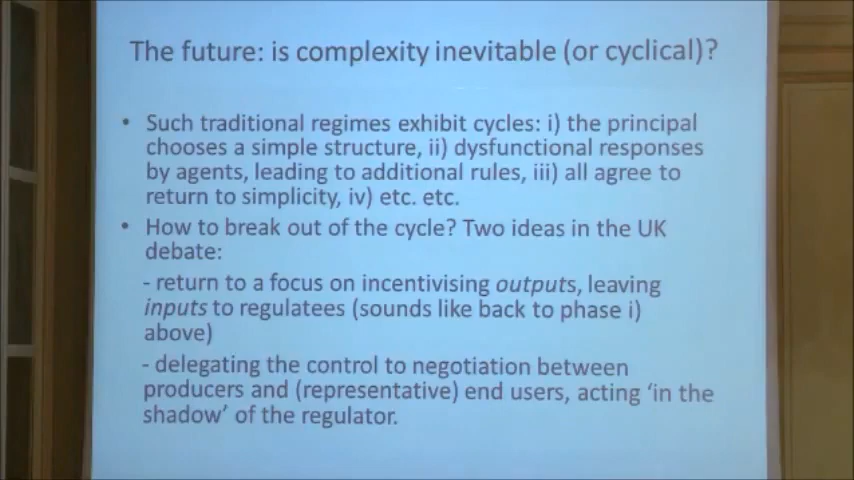 The future: is complexity inevitable (or cyclical)?
• Such traditional regimes exhibit cycles: i) the principal
chooses a simple structure, ii) dysfunctional responses
by agents, leading to additional rules, iii) all agree to
return to simplicity, iv) etc. etc.
• How to break out of the cycle? Two ideas in the UK
debate:
- return to a focus on incentivising outputs, leaving
inputs to regulatees (sounds like back to phase i)
above)
- delegating the control to negotiation between
producers and (representative) end users, acting ‘in the
shadow’ of the regulator.